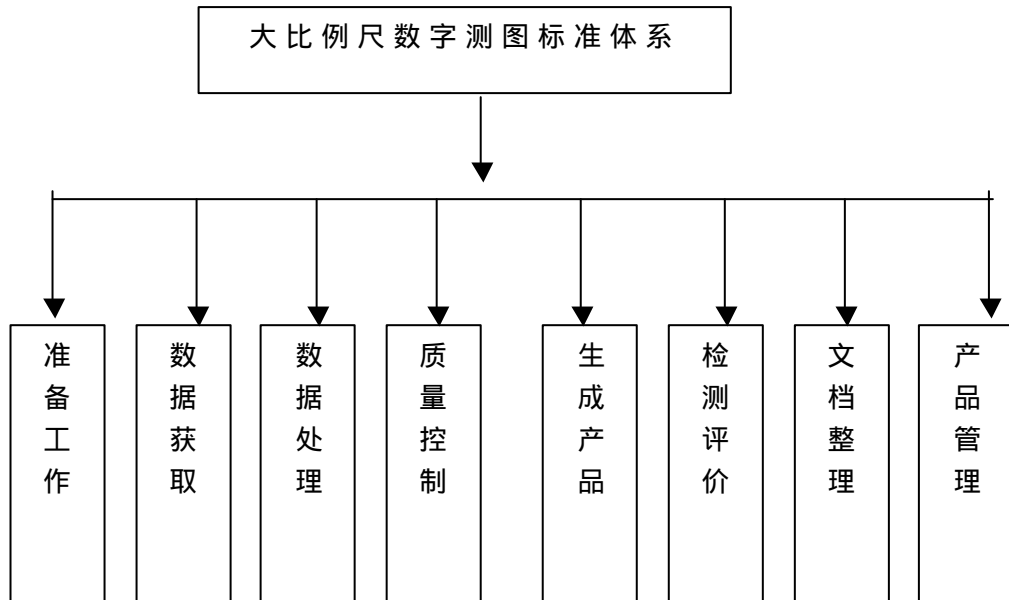 大比例尺数字测图标准体系
准备工作
数据获取
数据处理
质量控制
生成产品
检测评价
文档整理
产品管理